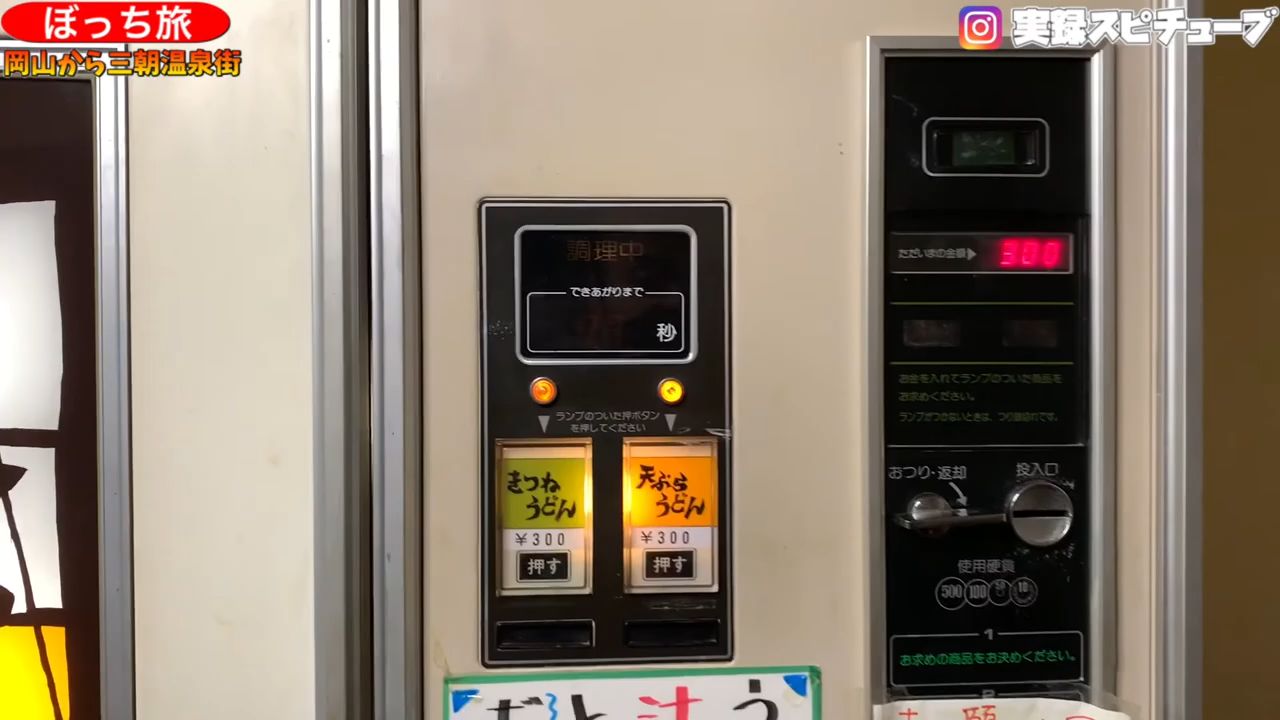 ぼっち旅
岡山から三朝温泉街
実録スピチューブ
調理中
できあがりまで
秒
ランプのついた押ボタン
を押してください
きつね
うどん
¥300
押す
天ぷら
うどん
¥300
押す
ただいまの金額▶
300
お金を入れてランプのついた商品を
お求めください。
ランプがつかないときは、つり銭切れです。
おつり・返却
投入口
使用硬貨
500 100 50 10
1
お求めの商品をお決めください。
2